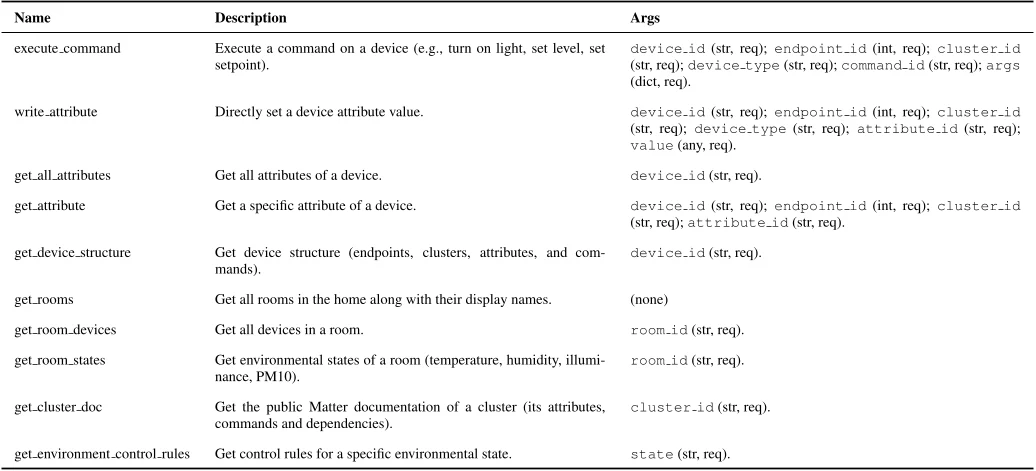 Name Description Args
execute_command Execute a command on a device (e.g., turn on light, set level, set device_id (str, req); endpoint_id (int, req); cluster_id
setpoint). (str, req); device_type (str, req); command_id (str, req); args
(dict, req).
write_attribute Directly set a device attribute value. device_id (str, req); endpoint_id (int, req); cluster_id
(str, req); device_type (str, req); attribute_id (str, req);
value (any, req).
get_all_attributes Get all attributes of a device. device_id (str, req).
get_attribute Get a specific attribute of a device. device_id (str, req); endpoint_id (int, req); cluster_id
(str, req); attribute_id (str, req).
get_device_structure Get device structure (endpoints, clusters, attributes, and com- device_id (str, req).
mands).
get_rooms Get all rooms in the home along with their display names. (none)
get_room_devices Get all devices in a room. room_id (str, req).
get_room_states Get environmental states of a room (temperature, humidity, illumi- room_id (str, req).
nance, PM10).
get_cluster_doc Get the public Matter documentation of a cluster (its attributes, cluster_id (str, req).
commands and dependencies).
get_environment_control_rules Get control rules for a specific environmental state. state (str, req).